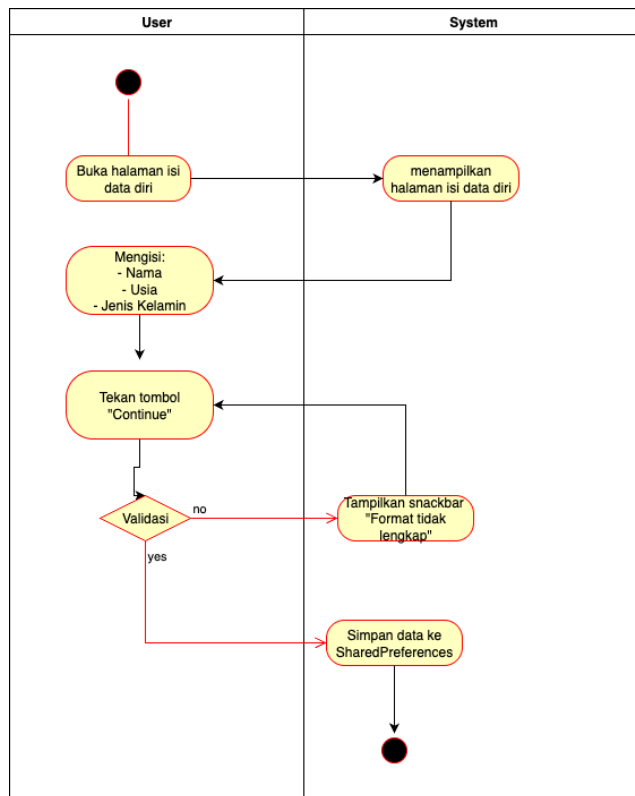 User
System
Buka halaman isi
data diri
menampilkan
halaman isi data diri
Mengisi:
- Nama
- Usia
- Jenis Kelamin
Tekan tombol
"Continue"
Validasi
no
Tampilkan snackbar
"Format tidak
lengkap"
yes
Simpan data ke
SharedPreferences